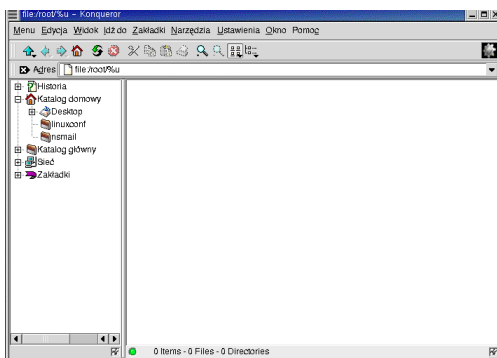 file:/root/%u - Konqueror
Menu Edycja Widok Idź do Zakładki Narzędzia Ustawienia Okno Pomoc
Adres file:/root/%u
Historia
Katalog domowy
Desktop
linuxconf
nsmail
Katalog główny
Sieć
Zakładki
0 Items - 0 Files - 0 Directories